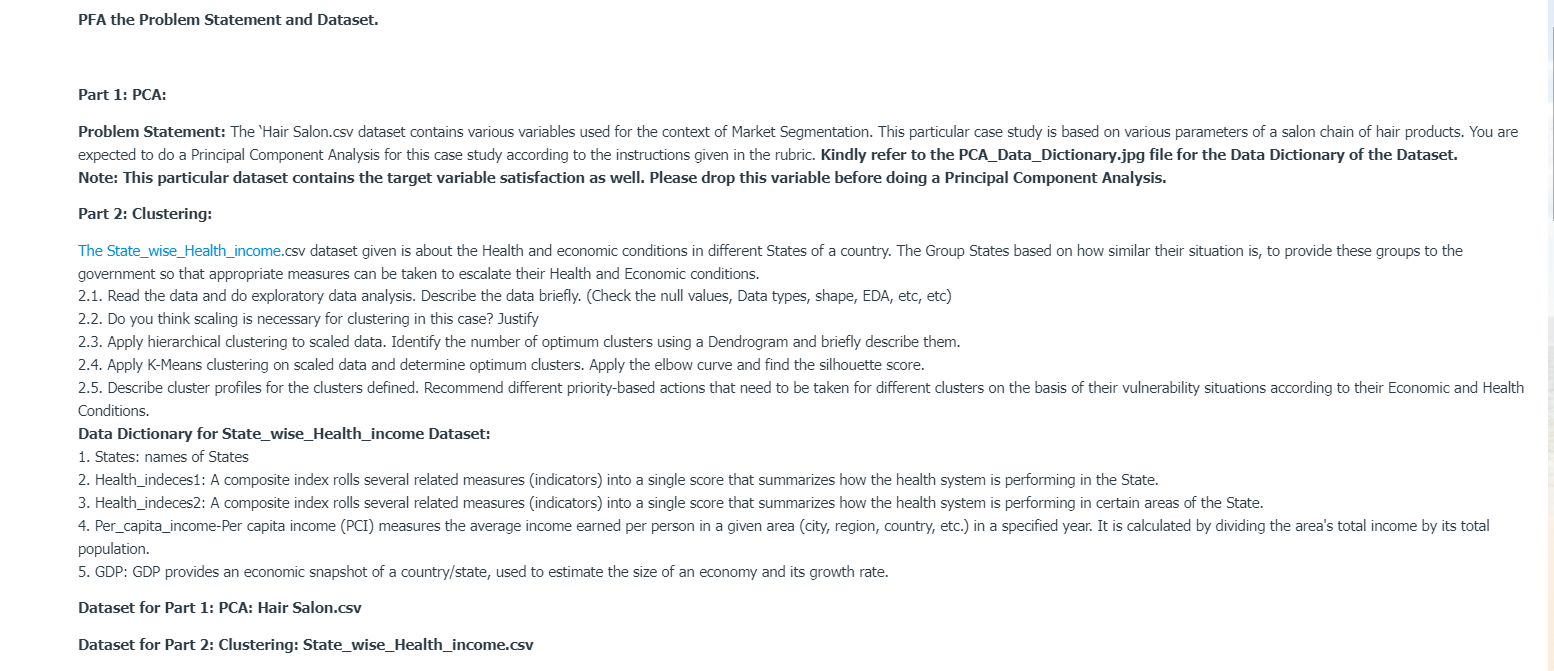 PFA the Problem Statement and Dataset.
Part 1: PCA:
Problem Statement: The `Hair Salon.csv dataset contains various variables used for the context of Market Segmentation. This particular case study is based on various parameters of a salon chain of hair products. You are
expected to do a Principal Component Analysis for this case study according to the instructions given in the rubric. Kindly refer to the PCA_Data_Dictionary.jpg file for the Data Dictionary of the Dataset.
Note: This particular dataset contains the target variable satisfaction as well. Please drop this variable before doing a Principal Component Analysis.
Part 2: Clustering:
The State_wise_Health_income.csv dataset given is about the Health and economic conditions in different States of a country. The Group States based on how similar their situation is, to provide these groups to the
government so that appropriate measures can be taken to escalate their Health and Economic conditions.
2.1. Read the data and do exploratory data analysis. Describe the data briefly. (Check the null values, Data types, shape, EDA, etc, etc)
2.2. Do you think scaling is necessary for clustering in this case? Justify
2.3. Apply hierarchical clustering to scaled data. Identify the number of optimum clusters using a Dendrogram and briefly describe them.
2.4. Apply K-Means clustering on scaled data and determine optimum clusters. Apply the elbow curve and find the silhouette score.
2.5. Describe cluster profiles for the clusters defined. Recommend different priority-based actions that need to be taken for different clusters on the basis of their vulnerability situations according to their Economic and Health
Conditions.
Data Dictionary for State_wise_Health_income Dataset:
1. States: names of States
2. Health_indeces1: A composite index rolls several related measures (indicators) into a single score that summarizes how the health system is performing in the State.
3. Health_indeces2: A composite index rolls several related measures (indicators) into a single score that summarizes how the health system is performing in certain areas of the State.
4. Per_capita_income-Per capita income (PCI) measures the average income earned per person in a given area (city, region, country, etc.) in a specified year. It is calculated by dividing the area's total income by its total
population.
5. GDP: GDP provides an economic snapshot of a country/state, used to estimate the size of an economy and its growth rate.
Dataset for Part 1: PCA: Hair Salon.csv
Dataset for Part 2: Clustering: State_wise_Health_income.csv